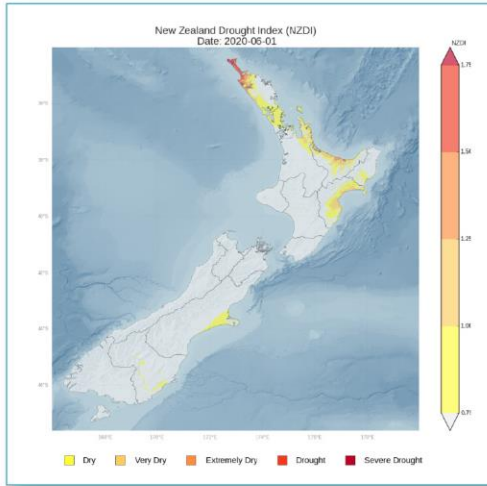 New Zealand Drought Index (NZDI)
Date: 2020-06-01
NZDI
1.75
1.50
1.25
1.00
0.75
Dry
Very Dry
Extremely Dry
Drought
Severe Drought